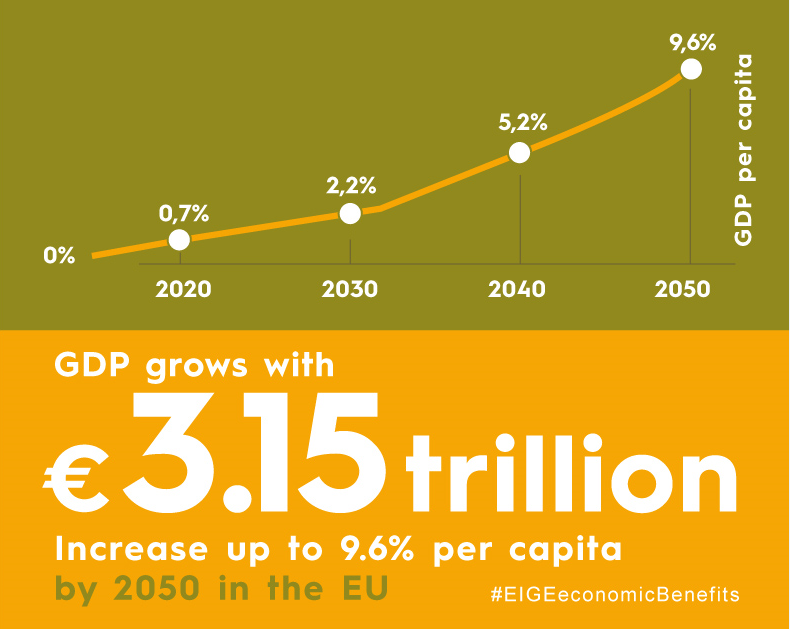 9,6%
5,2%
2,2%
0,7%
0%
GDP per capita
2020 2030 2040 2050
GDP grows with
€3.15 trillion
Increase up to 9.6% per capita
by 2050 in the EU
#EIGEeconomicBenefits